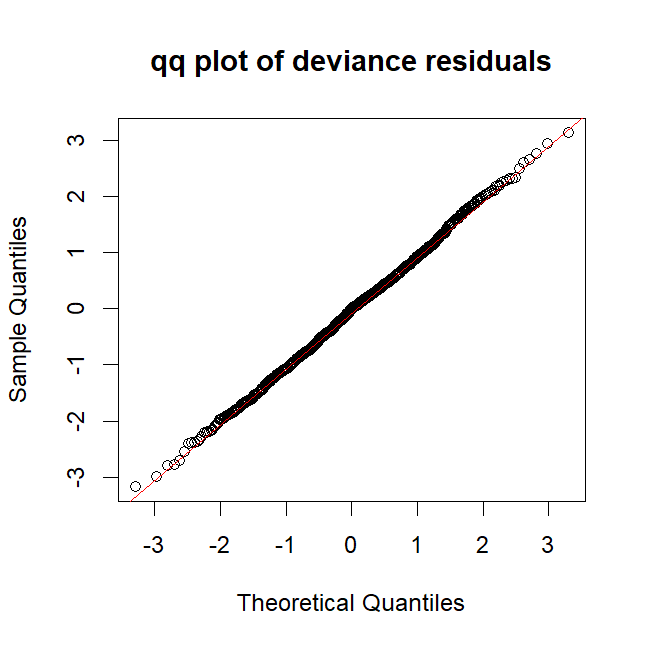 qq plot of deviance residuals
Sample Quantiles
3
2
1
0
-1
-2
-3
-3 -2 -1 0 1 2 3
Theoretical Quantiles